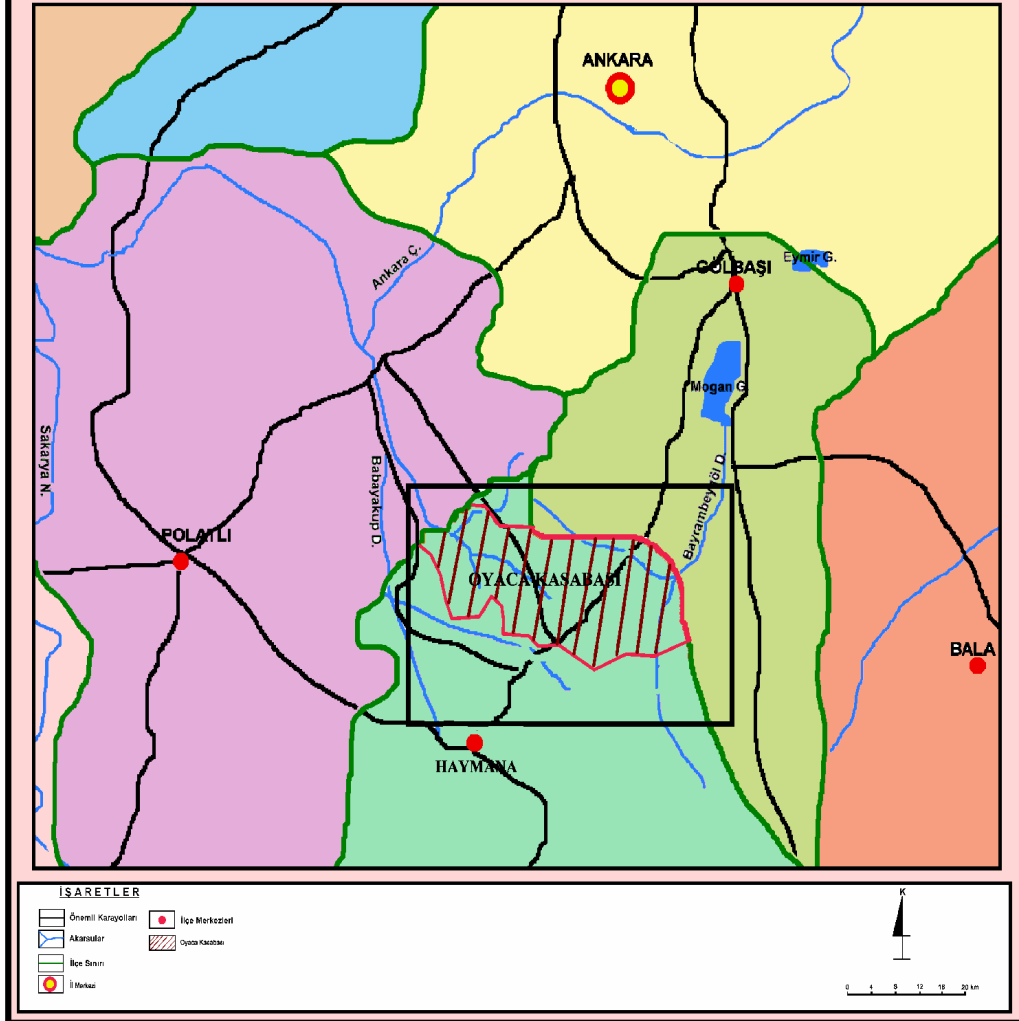 ANKARA
Eymir G.
GÖLBAŞI
Ankara Ç.
Mogan G.
Sakarya N.
Babayakup D.
Bayrambeygöl D.
POLATLI
OYACA KASABASI
BALA
HAYMANA
İŞARETLER
Önemli Karayolları
İlçe Merkezleri
Akarsular
Oyaca Kasabası
İlçe Sınırı
İl Merkezi
K
0 4 8 12 16 20 km